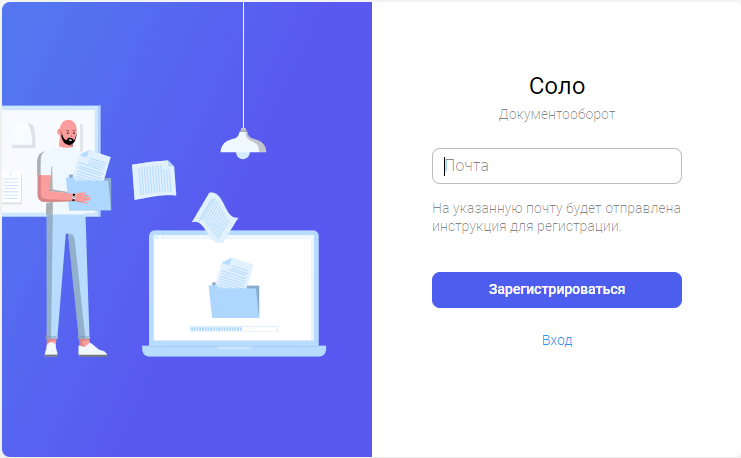 Соло
Документооборот
Почта
На указанную почту будет отправлена
инструкция для регистрации.
Зарегистрироваться
Вход